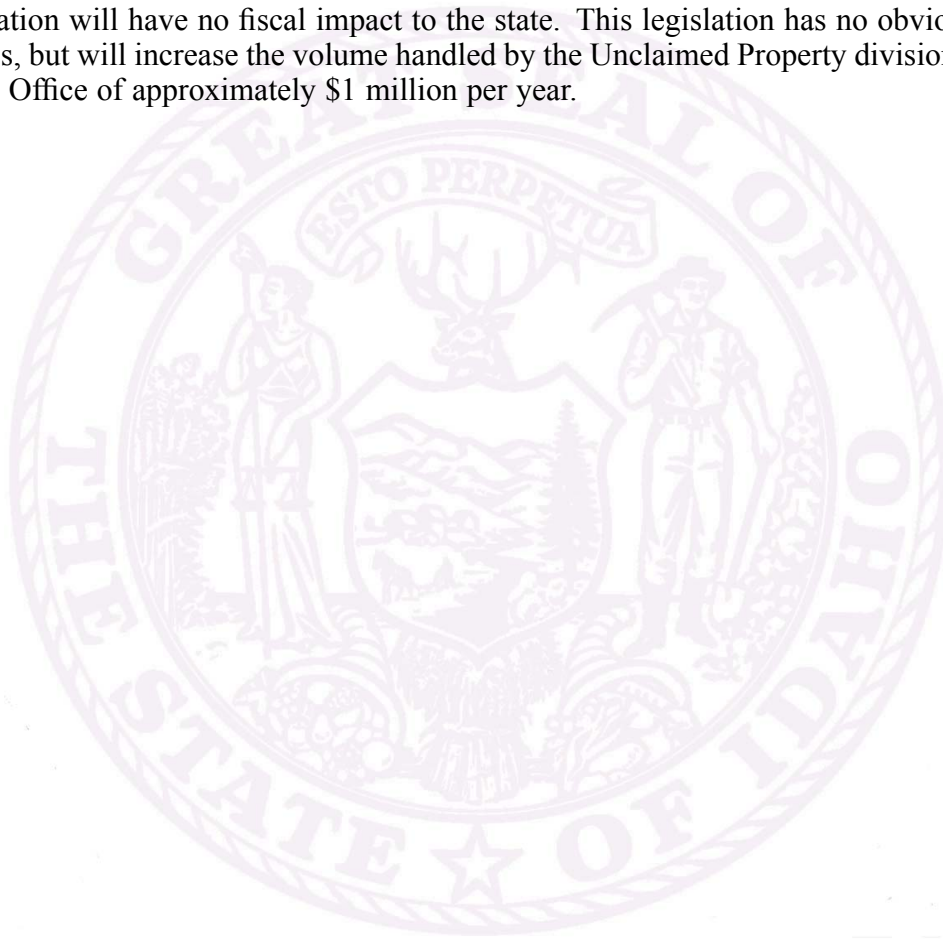 ation will have no fiscal impact to the state. This legislation has no obvio
s, but will increase the volume handled by the Unclaimed Property division
Office of approximately $1 million per year.
GREAT SEAL OF
ESTO PERPETUA
THE STATE OF IDAHO